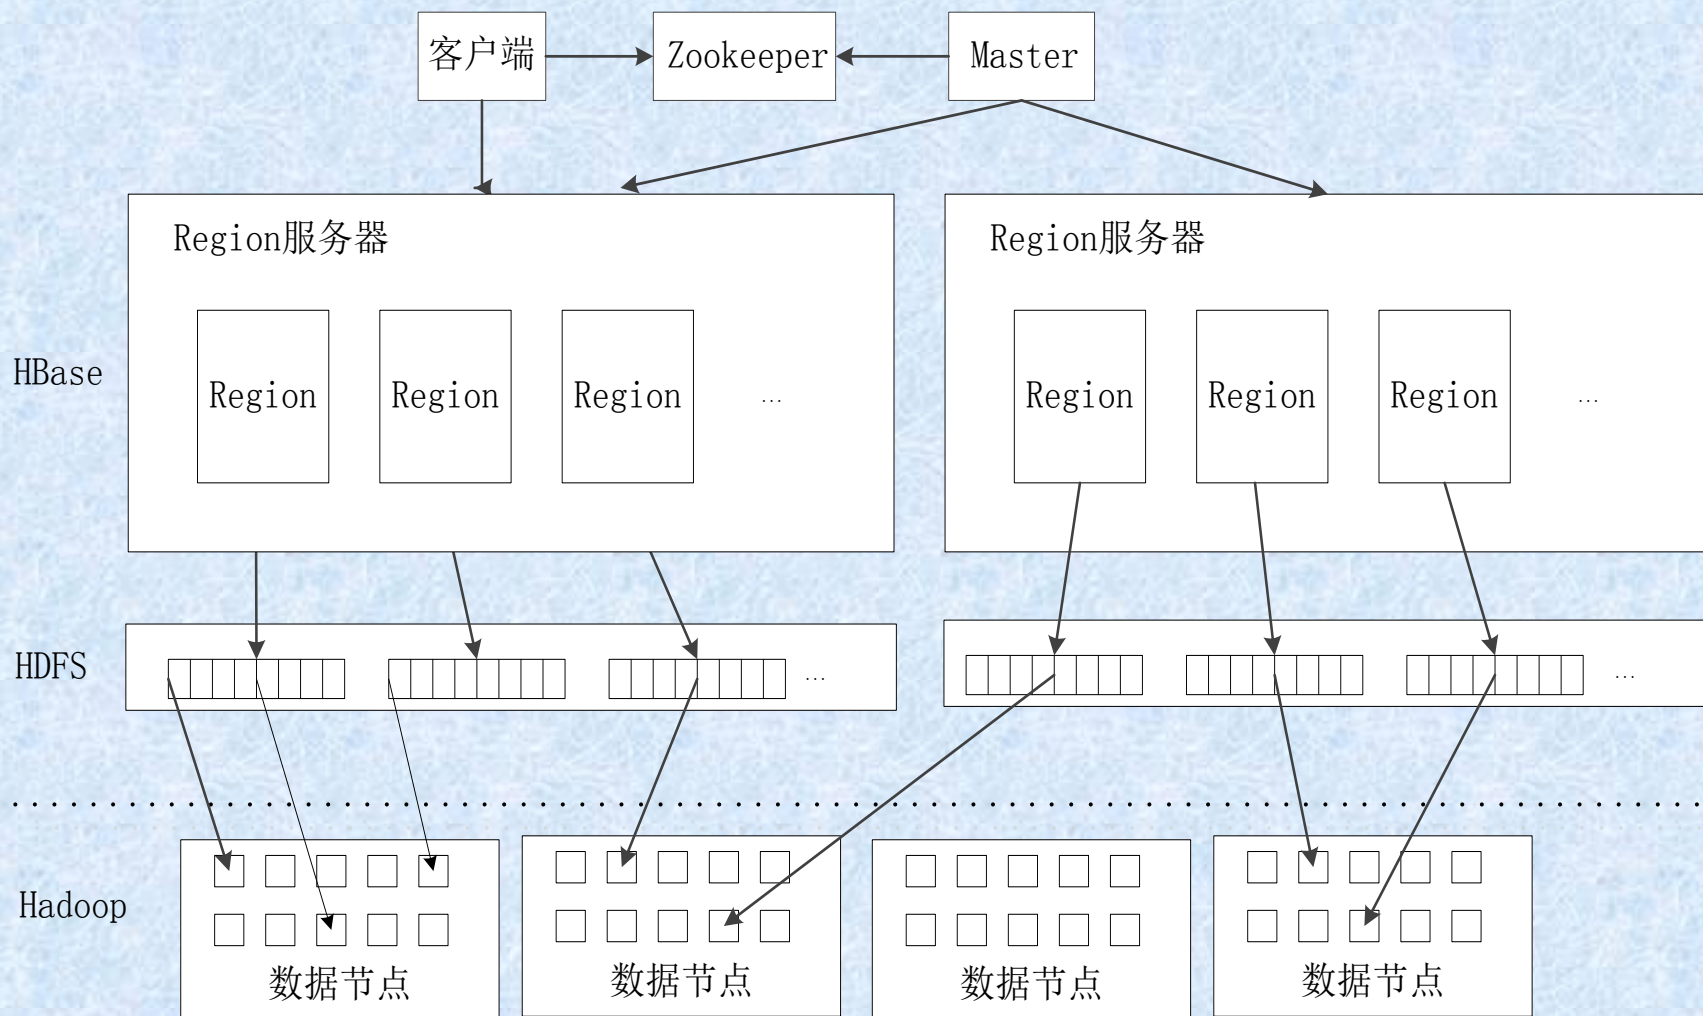 客户端
Zookeeper
Master
Region服务器
Region服务器
HBase
Region
Region
Region
...
Region
Region
Region
...
HDFS
...
...
Hadoop
数据节点
数据节点
数据节点
数据节点